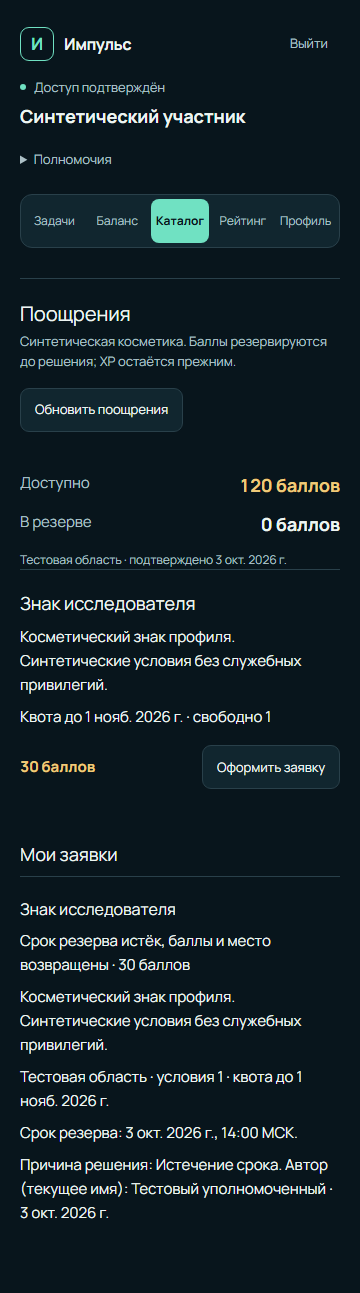 И Импульс Выйти
Доступ подтверждён
Синтетический участник
Полномочия
Задачи Баланс Каталог Рейтинг Профиль
Поощрения
Синтетическая косметика. Баллы резервируются
до решения; XP остаётся прежним.
Обновить поощрения
Доступно 120 баллов
В резерве 0 баллов
Тестовая область · подтверждено 3 окт. 2026 г.
Знак исследователя
Косметический знак профиля.
Синтетические условия без служебных
привилегий.
Квота до 1 нояб. 2026 г. · свободно 1
30 баллов Оформить заявку
Мои заявки
Знак исследователя
Срок резерва истёк, баллы и место
возвращены · 30 баллов
Косметический знак профиля.
Синтетические условия без служебных
привилегий.
Тестовая область · условия 1 · квота до 1
нояб. 2026 г.
Срок резерва: 3 окт. 2026 г., 14:00 МСК.
Причина решения: Истечение срока. Автор
(текущее имя): Тестовый уполномоченный ·
3 окт. 2026 г.